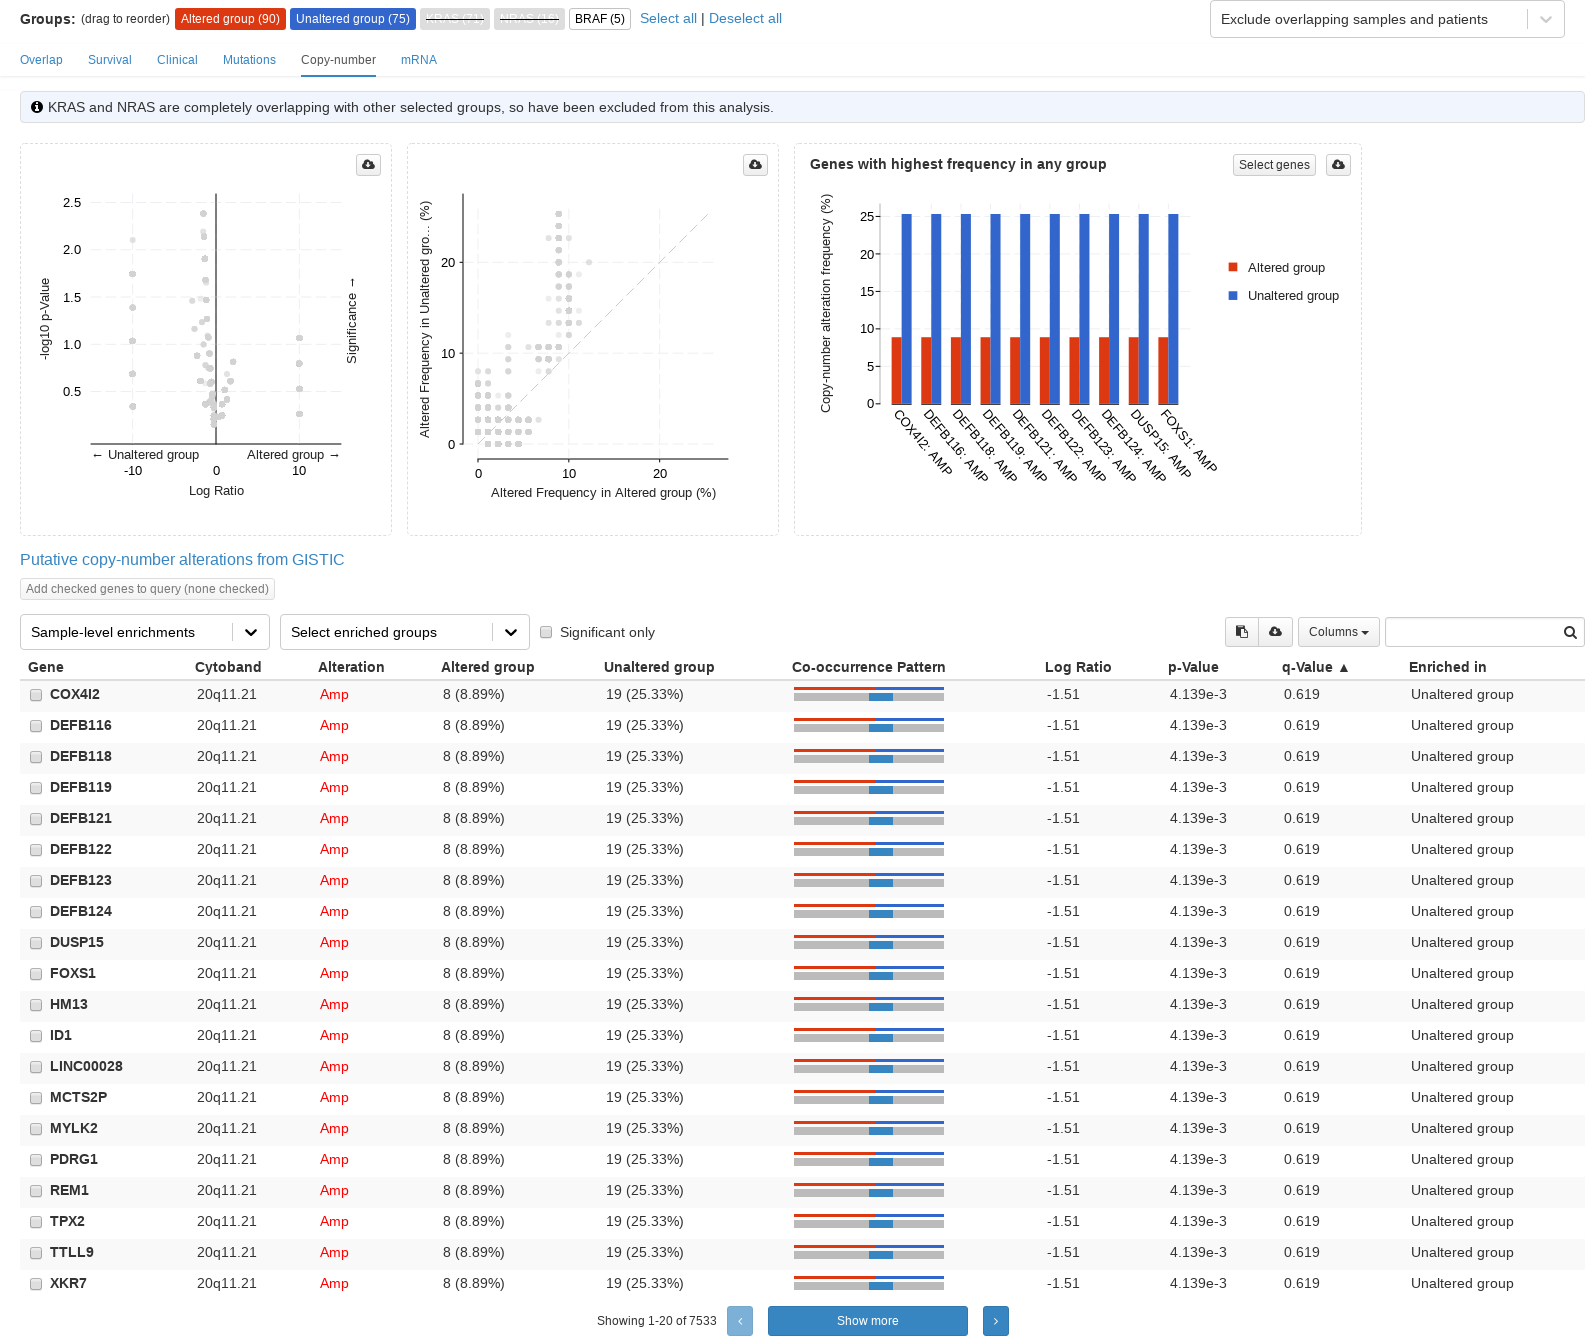 Groups: (drag to reorder) Altered group (90) Unaltered group (75) KRAS (71) NRAS (19) BRAF (5) Select all | Deselect all
Exclude overlapping samples and patients
Overlap Survival Clinical Mutations Copy-number mRNA
KRAS and NRAS are completely overlapping with other selected groups, so have been excluded from this analysis.
2.5
2.0
1.5
1.0
0.5
-log10 p-Value
Significance →
← Unaltered group Altered group →
-10 0 10
Log Ratio
Altered Frequency in Unaltered gro... (%)
20
10
0
0 10 20
Altered Frequency in Altered group (%)
Genes with highest frequency in any group
Select genes
Copy-number alteration frequency (%)
25
20
15
10
5
0
COX4I2: AMP
DEFB116: AMP
DEFB118: AMP
DEFB119: AMP
DEFB121: AMP
DEFB122: AMP
DEFB123: AMP
DEFB124: AMP
DUSP15: AMP
FOXS1: AMP
Altered group
Unaltered group
Putative copy-number alterations from GISTIC
Add checked genes to query (none checked)
Sample-level enrichments Select enriched groups Significant only Columns
Gene Cytoband Alteration Altered group Unaltered group Co-occurrence Pattern Log Ratio p-Value q-Value ▲ Enriched in
COX4I2 20q11.21 Amp 8 (8.89%) 19 (25.33%) -1.51 4.139e-3 0.619 Unaltered group
DEFB116 20q11.21 Amp 8 (8.89%) 19 (25.33%) -1.51 4.139e-3 0.619 Unaltered group
DEFB118 20q11.21 Amp 8 (8.89%) 19 (25.33%) -1.51 4.139e-3 0.619 Unaltered group
DEFB119 20q11.21 Amp 8 (8.89%) 19 (25.33%) -1.51 4.139e-3 0.619 Unaltered group
DEFB121 20q11.21 Amp 8 (8.89%) 19 (25.33%) -1.51 4.139e-3 0.619 Unaltered group
DEFB122 20q11.21 Amp 8 (8.89%) 19 (25.33%) -1.51 4.139e-3 0.619 Unaltered group
DEFB123 20q11.21 Amp 8 (8.89%) 19 (25.33%) -1.51 4.139e-3 0.619 Unaltered group
DEFB124 20q11.21 Amp 8 (8.89%) 19 (25.33%) -1.51 4.139e-3 0.619 Unaltered group
DUSP15 20q11.21 Amp 8 (8.89%) 19 (25.33%) -1.51 4.139e-3 0.619 Unaltered group
FOXS1 20q11.21 Amp 8 (8.89%) 19 (25.33%) -1.51 4.139e-3 0.619 Unaltered group
HM13 20q11.21 Amp 8 (8.89%) 19 (25.33%) -1.51 4.139e-3 0.619 Unaltered group
ID1 20q11.21 Amp 8 (8.89%) 19 (25.33%) -1.51 4.139e-3 0.619 Unaltered group
LINC00028 20q11.21 Amp 8 (8.89%) 19 (25.33%) -1.51 4.139e-3 0.619 Unaltered group
MCTS2P 20q11.21 Amp 8 (8.89%) 19 (25.33%) -1.51 4.139e-3 0.619 Unaltered group
MYLK2 20q11.21 Amp 8 (8.89%) 19 (25.33%) -1.51 4.139e-3 0.619 Unaltered group
PDRG1 20q11.21 Amp 8 (8.89%) 19 (25.33%) -1.51 4.139e-3 0.619 Unaltered group
REM1 20q11.21 Amp 8 (8.89%) 19 (25.33%) -1.51 4.139e-3 0.619 Unaltered group
TPX2 20q11.21 Amp 8 (8.89%) 19 (25.33%) -1.51 4.139e-3 0.619 Unaltered group
TTLL9 20q11.21 Amp 8 (8.89%) 19 (25.33%) -1.51 4.139e-3 0.619 Unaltered group
XKR7 20q11.21 Amp 8 (8.89%) 19 (25.33%) -1.51 4.139e-3 0.619 Unaltered group
Showing 1-20 of 7533 ‹ Show more ›